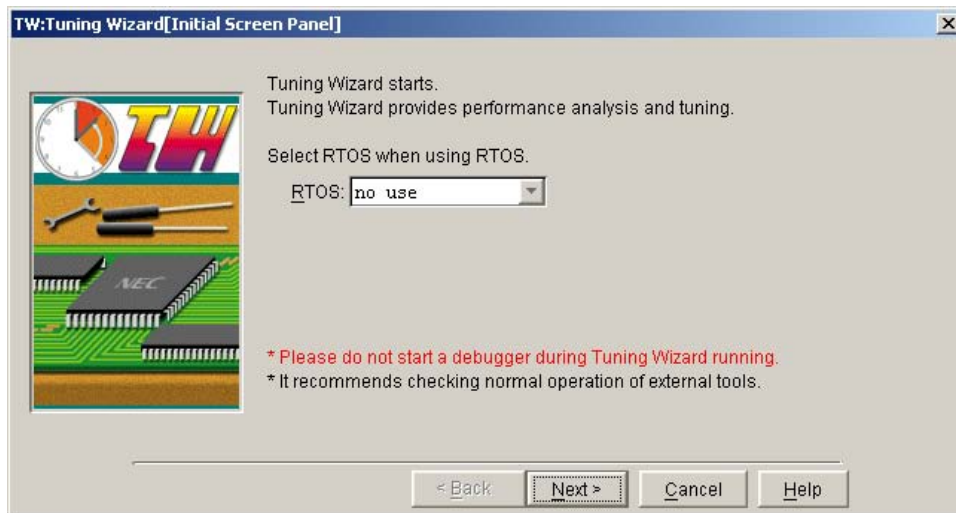 TW:Tuning Wizard[Initial Screen Panel]
TW
NEC
Tuning Wizard starts.
Tuning Wizard provides performance analysis and tuning.
Select RTOS when using RTOS.
RTOS: no use
* Please do not start a debugger during Tuning Wizard running.
* It recommends checking normal operation of external tools.
< Back Next > Cancel Help